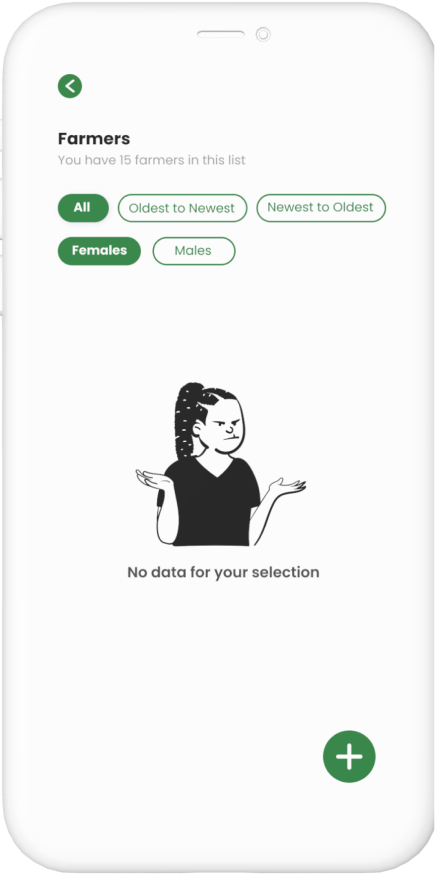 Farmers
You have 15 farmers in this list
All Oldest to Newest Newest to Oldest
Females Males
No data for your selection